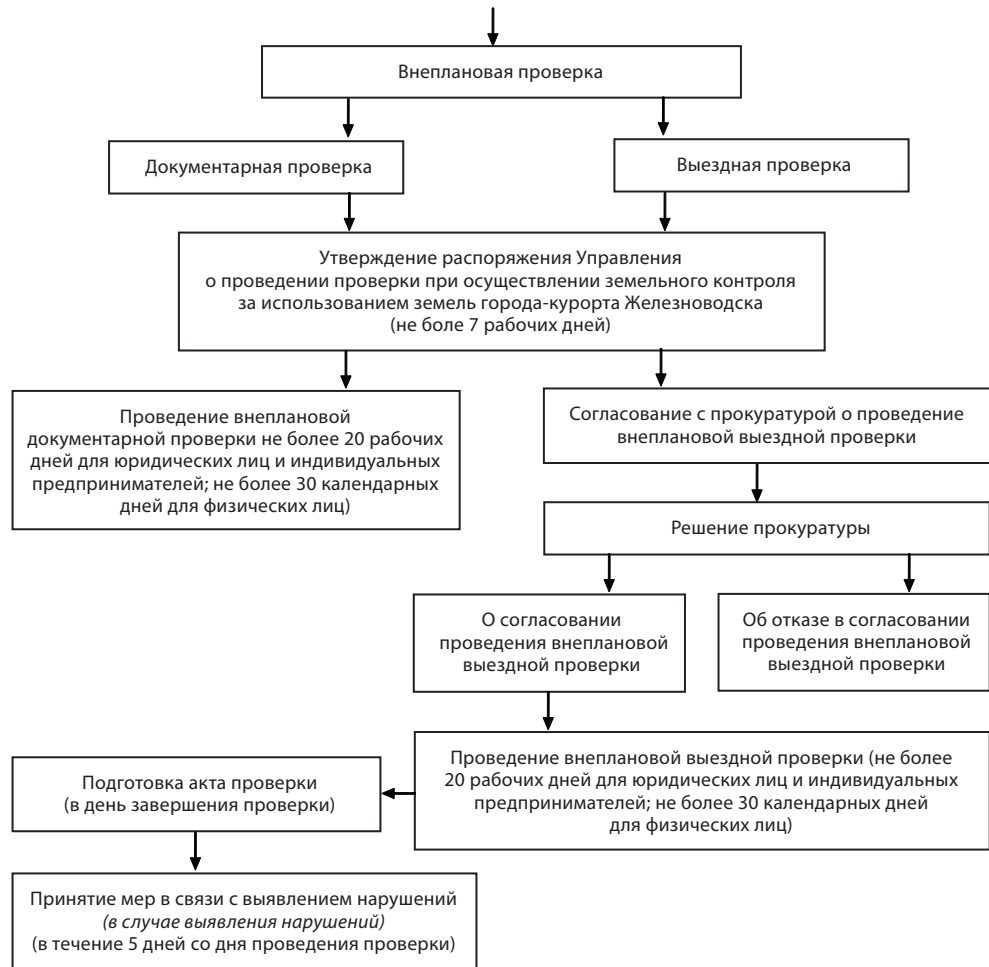 Внеплановая проверка
Документарная проверка
Выездная проверка
Утверждение распоряжения Управления
о проведении проверки при осуществлении земельного контроля
за использованием земель города-курорта Железноводска
(не боле 7 рабочих дней)
Проведение внеплановой
документарной проверки не более 20 рабочих
дней для юридических лиц и индивидуальных
предпринимателей; не более 30 календарных
дней для физических лиц)
Согласование с прокуратурой о проведение
внеплановой выездной проверки
Решение прокуратуры
О согласовании
проведения внеплановой
выездной проверки
Об отказе в согласовании
проведения внеплановой
выездной проверки
Проведение внеплановой выездной проверки (не более
20 рабочих дней для юридических лиц и индивидуальных
предпринимателей; не более 30 календарных дней
для физических лиц)
Подготовка акта проверки
(в день завершения проверки)
Принятие мер в связи с выявлением нарушений
(в случае выявления нарушений)
(в течение 5 дней со дня проведения проверки)